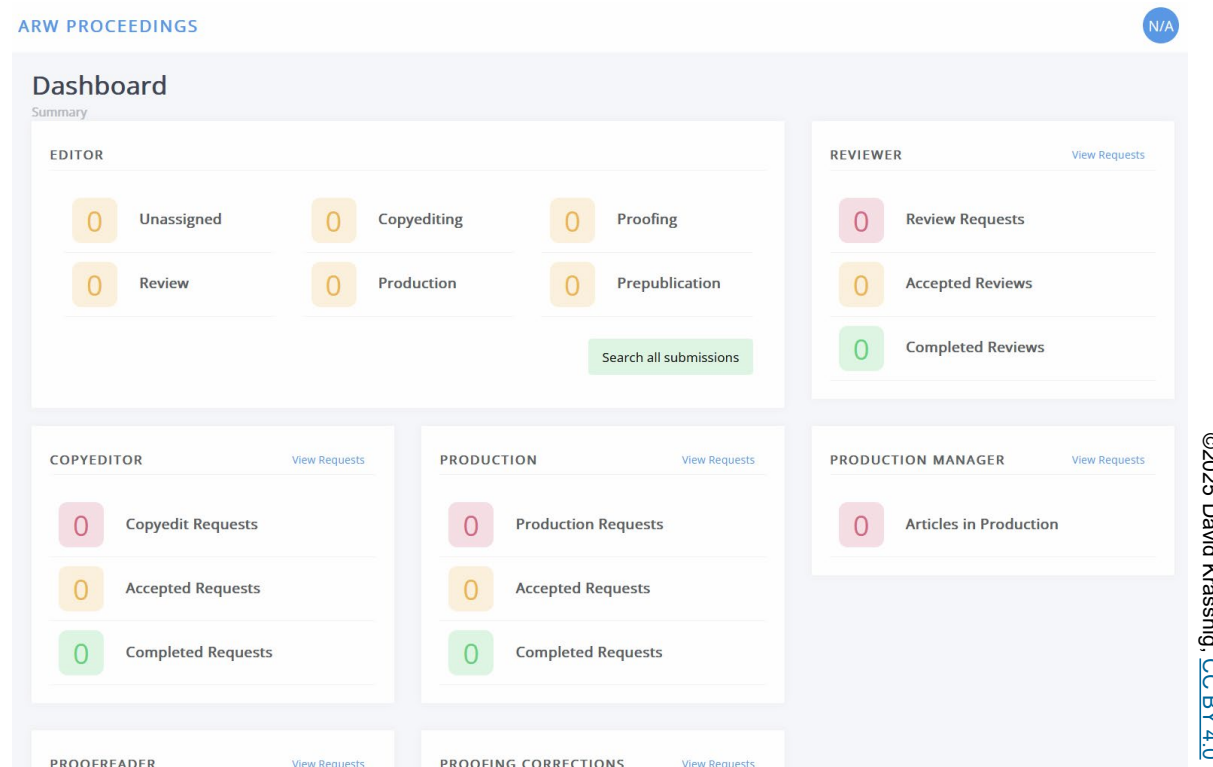 ARW PROCEEDINGS
N/A
Dashboard
Summary
EDITOR
0 Unassigned
0 Copyediting
0 Proofing
0 Review
0 Production
0 Prepublication
Search all submissions
REVIEWER
View Requests
0 Review Requests
0 Accepted Reviews
0 Completed Reviews
COPYEDITOR
View Requests
0 Copyedit Requests
0 Accepted Requests
0 Completed Requests
PRODUCTION
View Requests
0 Production Requests
0 Accepted Requests
0 Completed Requests
PRODUCTION MANAGER
View Requests
0 Articles in Production
PROOFREADER
View Requests
PROOFING CORRECTIONS
View Requests
©2025 David Krassnig, CC BY 4.0